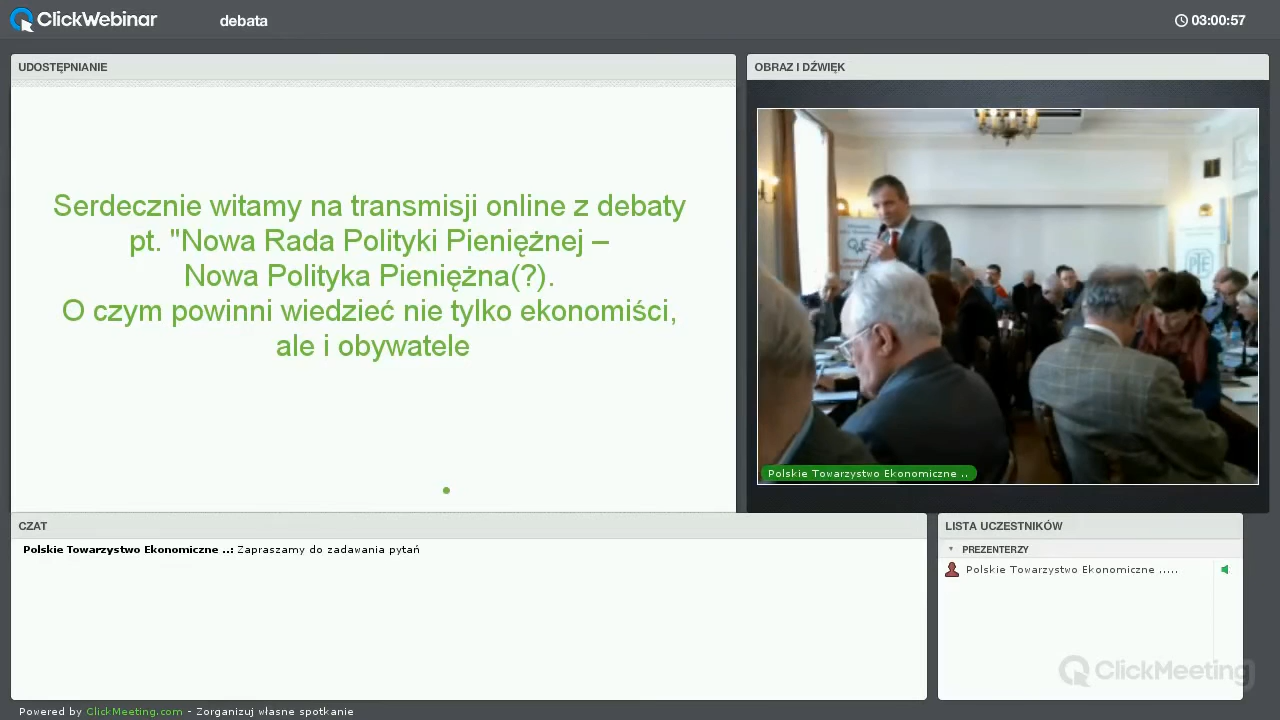 ClickWebinar
debata
03:00:57
UDOSTĘPNIANIE
OBRAZ I DŹWIĘK
Serdecznie witamy na transmisji online z debaty
pt. "Nowa Rada Polityki Pieniężnej –
Nowa Polityka Pieniężna(?).
O czym powinni wiedzieć nie tylko ekonomiści,
ale i obywatele
PTE
Polskie Towarzystwo Ekonomiczne ..
CZAT
Polskie Towarzystwo Ekonomiczne ..: Zapraszamy do zadawania pytań
LISTA UCZESTNIKÓW
PREZENTERZY
Polskie Towarzystwo Ekonomiczne .....
ClickMeeting
Powered by ClickMeeting.com - Zorganizuj własne spotkanie